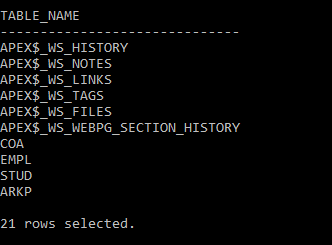 TABLE_NAME
------------------------------
APEX$_WS_HISTORY
APEX$_WS_NOTES
APEX$_WS_LINKS
APEX$_WS_TAGS
APEX$_WS_FILES
APEX$_WS_WEBPG_SECTION_HISTORY
COA
EMPL
STUD
ARKP
21 rows selected.